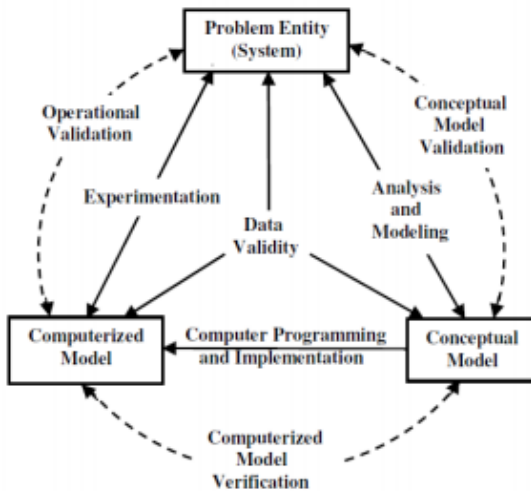 Problem Entity
(System)
Operational
Validation
Conceptual
Model
Validation
Experimentation
Analysis
and
Modeling
Data
Validity
Computerized
Model
Computer Programming
and Implementation
Conceptual
Model
Computerized
Model
Verification